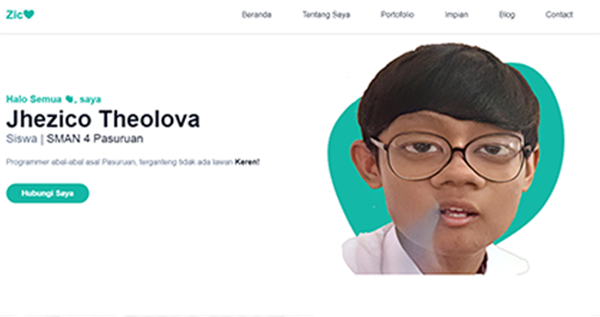 Zic
Beranda Tentang Saya Portofolio Impian Blog Contact
Halo Semua 👋, saya
Jhezico Theolova
Siswa | SMAN 4 Pasuruan
Programmer abal-abal asal Pasuruan, terganteng tidak ada lawan Keren!
Hubungi Saya